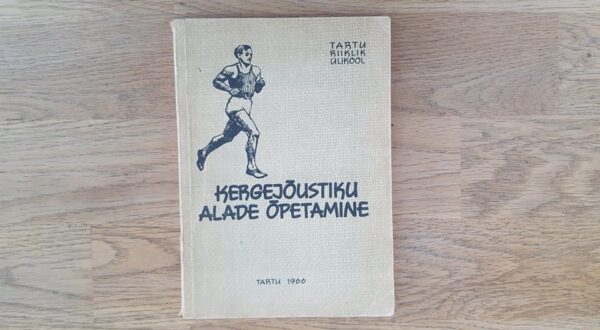 TARTU
RIIKLIK
ÜLIKOOL
KERGEJÕUSTIKU
ALADE ÕPETAMINE
TARTU 1966